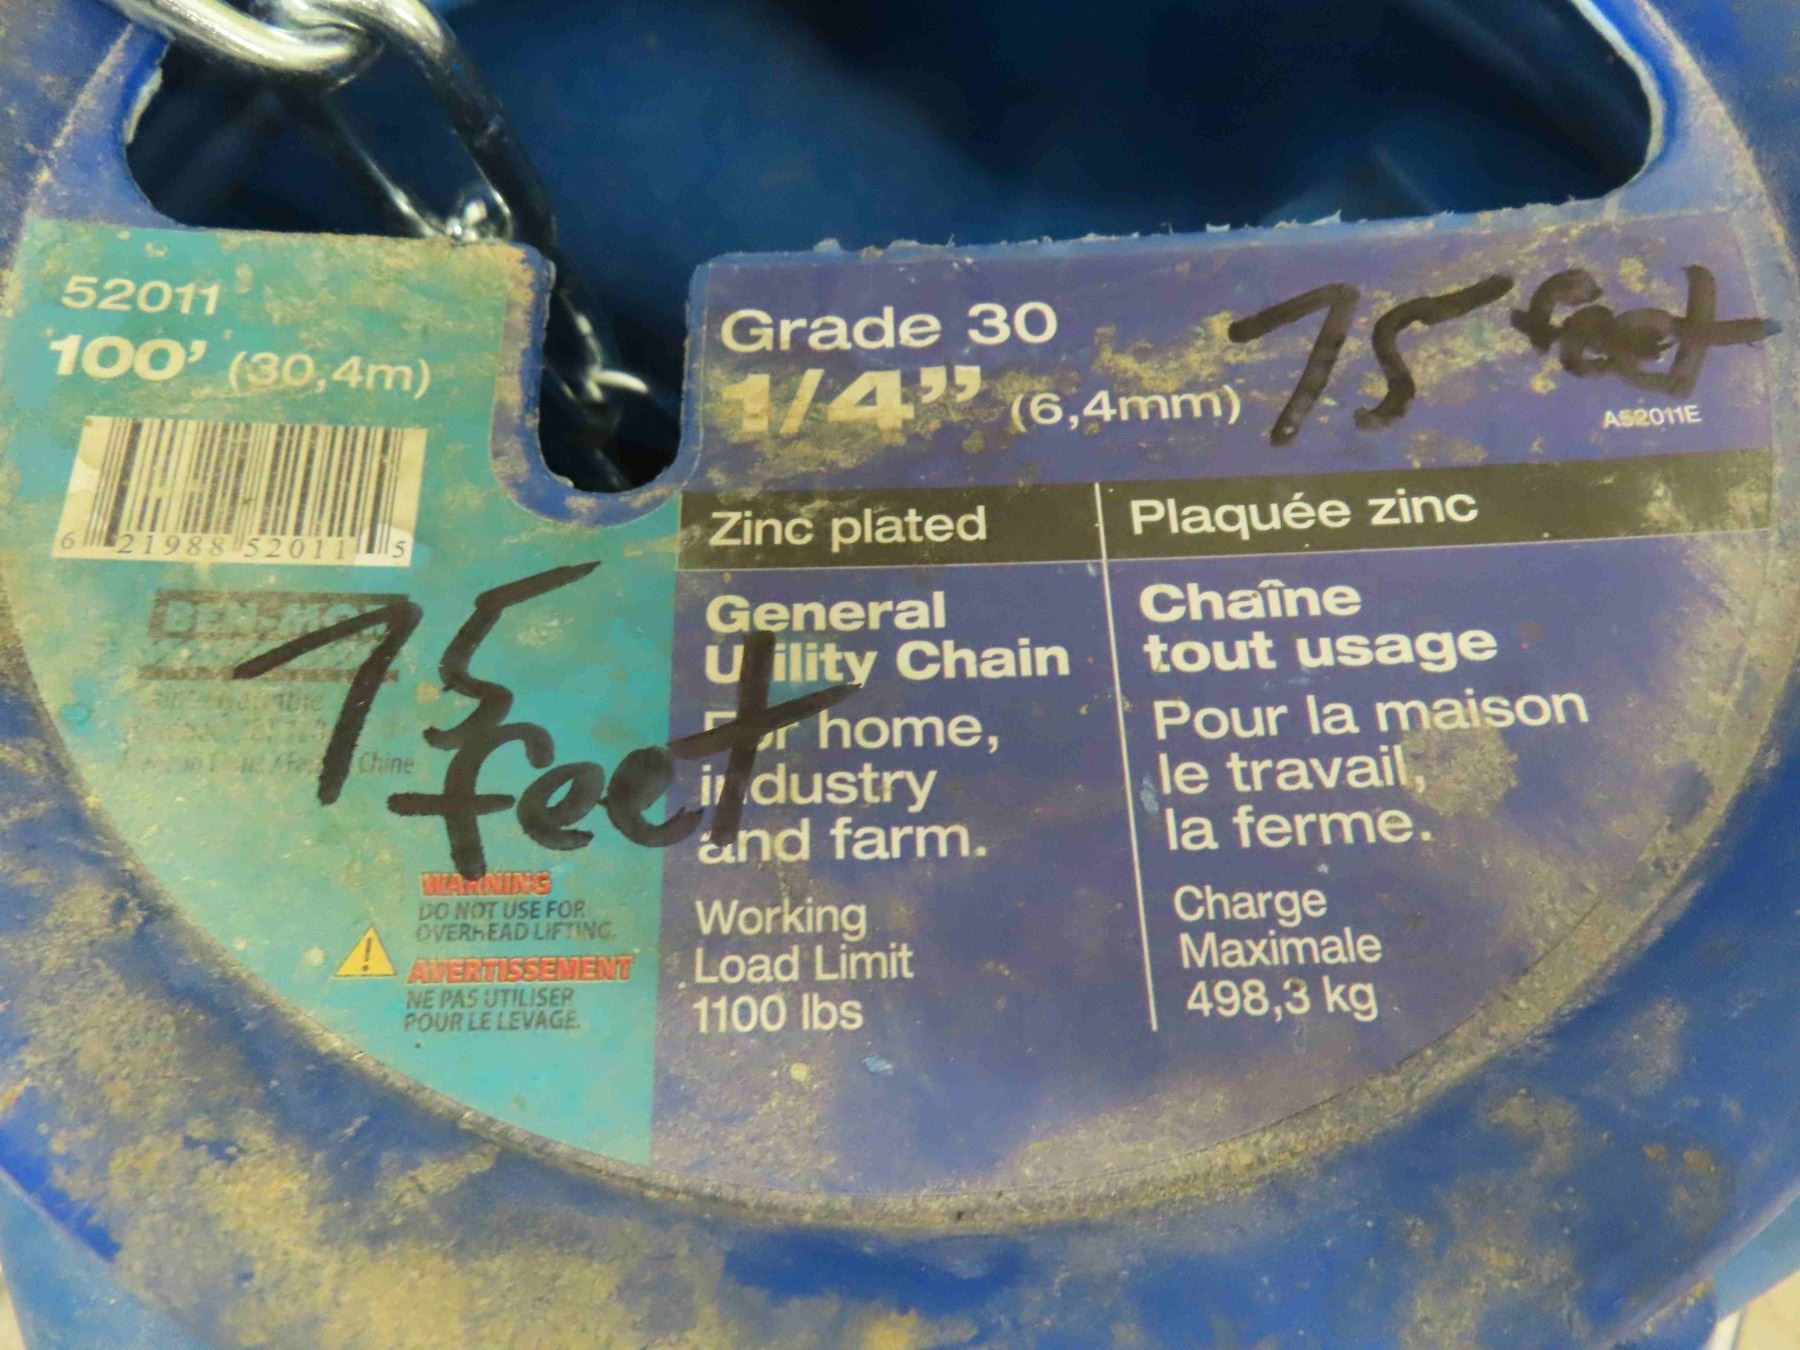 52011
100' (30,4m)
6 21988 52011 5
BEN-MOR
Chine
75
feet
WARNING
DO NOT USE FOR
OVERHEAD LIFTING.
AVERTISSEMENT
NE PAS UTILISER
POUR LE LEVAGE.
Grade 30
1/4” (6,4mm)
75 feet
A52011E
Zinc plated
General
Utility Chain
For home,
industry
and farm.
Working
Load Limit
1100 lbs
Plaquée zinc
Chaîne
tout usage
Pour la maison
le travail,
la ferme.
Charge
Maximale
498,3 kg